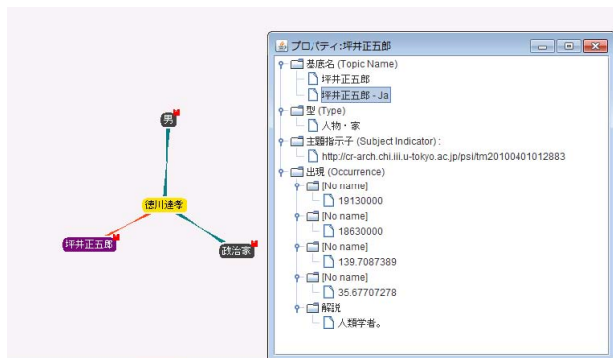 プロパティ:坪井正五郎
基底名 (Topic Name)
坪井正五郎
坪井正五郎 - Ja
型 (Type)
人物・家
主題指示子 (Subject Indicator) :
http://cr-arch.chi.iii.u-tokyo.ac.jp/psi/tm20100401012883
出現 (Occurrence)
[No name]
19130000
[No name]
18630000
[No name]
139.7087389
[No name]
35.67707278
解説
人類学者。
男
徳川達孝
坪井正五郎
政治家